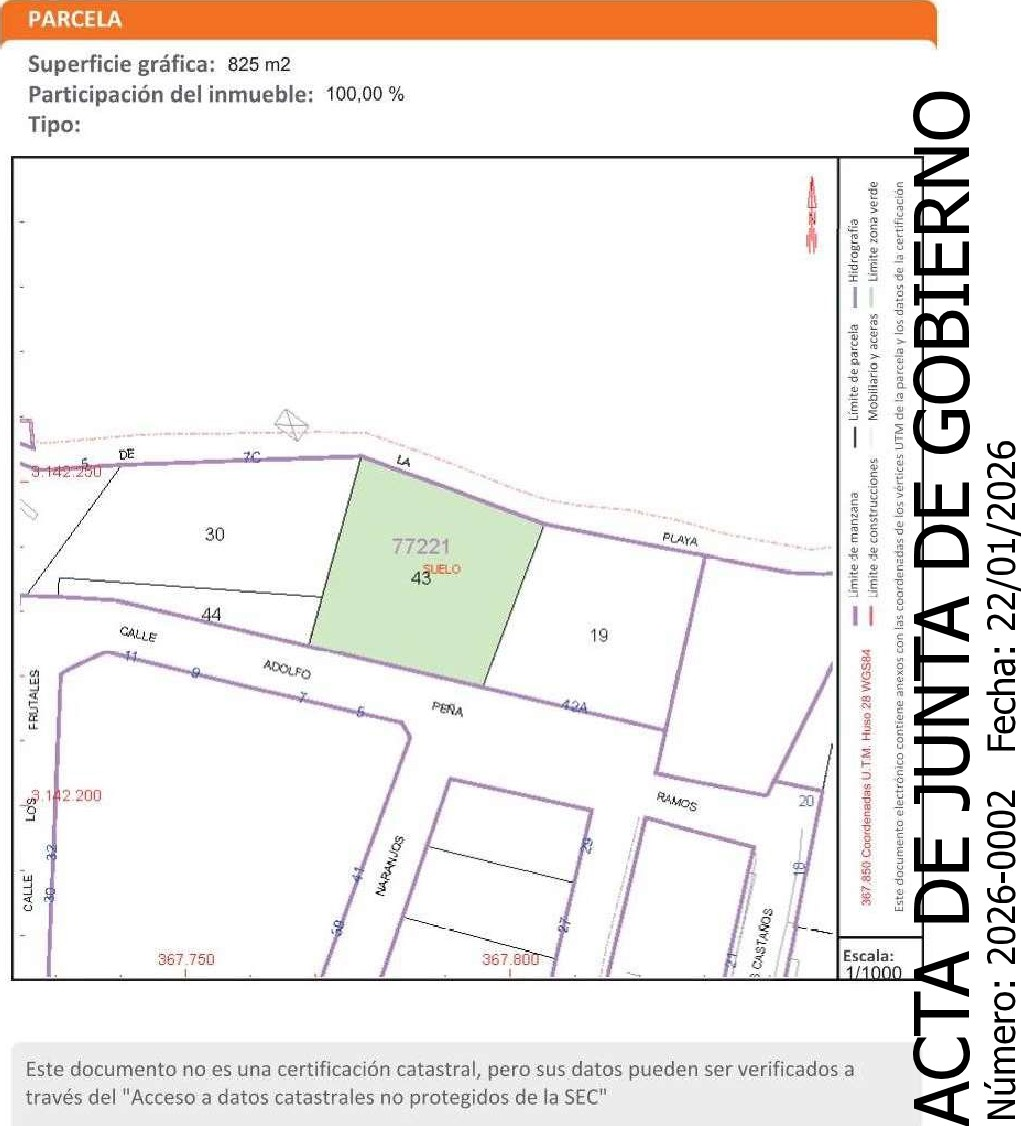 PARCELA
Superficie gráfica: 825 m2
Participación del inmueble: 100,00 %
Tipo:
DE
7C
LA
3.142.250
PLAYA
30
77221
SUELO
43
44
19
CALLE
11
9
ADOLFO
7
5
PEÑA
42A
FRUTALES
LOS
CALLE
3.142.200
RAMOS
20
32
30
41
NARANJOS
29
27
18
21
S CASTAÑOS
367.750
367.800
Límite de manzana
Límite de parcela
Hidrografía
Límite de construcciones
Mobiliario y aceras
Límite zona verde
367.850 Coordenadas U.T.M. Huso 28 WGS84
Este documento electrónico contiene anexos con las coordenadas de los vértices UTM de la parcela y los datos de la certificación
Escala:
1/1000
Este documento no es una certificación catastral, pero sus datos pueden ser verificados a
través del "Acceso a datos catastrales no protegidos de la SEC"
ACTA DE JUNTA DE GOBIERNO
Número: 2026-0002 Fecha: 22/01/2026